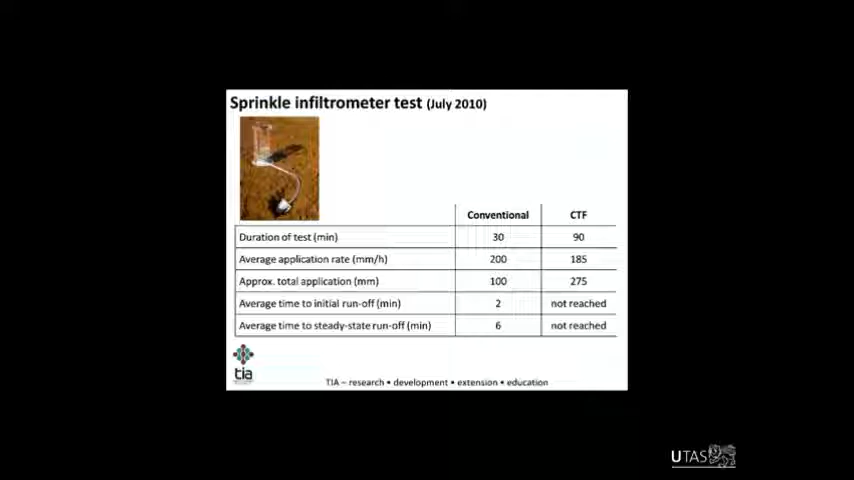 Sprinkle infiltrometer test (July 2010)
Conventional CTF
Duration of test (min) 30 90
Average application rate (mm/h) 200 185
Approx. total application (mm) 100 275
Average time to initial run-off (min) 2 not reached
Average time to steady-state run-off (min) 6 not reached
tia
TIA – research • development • extension • education
UTAS